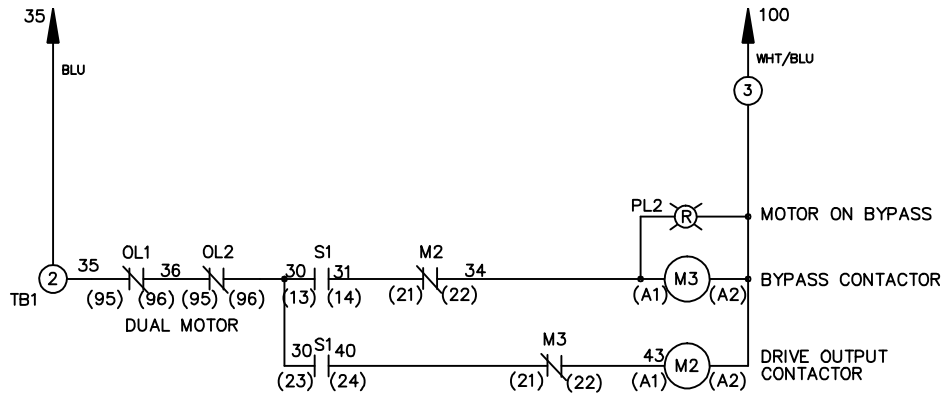 35
100
BLU
WHT/BLU
3
PL2
R
MOTOR ON BYPASS
OL1
OL2
S1
M2
2
35
36
30
31
34
M3
BYPASS CONTACTOR
TB1
(95)
(96)
(95)
(96)
(13)
(14)
(21)
(22)
(A1)
(A2)
DUAL MOTOR
30
S1
40
M3
43
M2
DRIVE OUTPUT
CONTACTOR
(23)
(24)
(21)
(22)
(A1)
(A2)